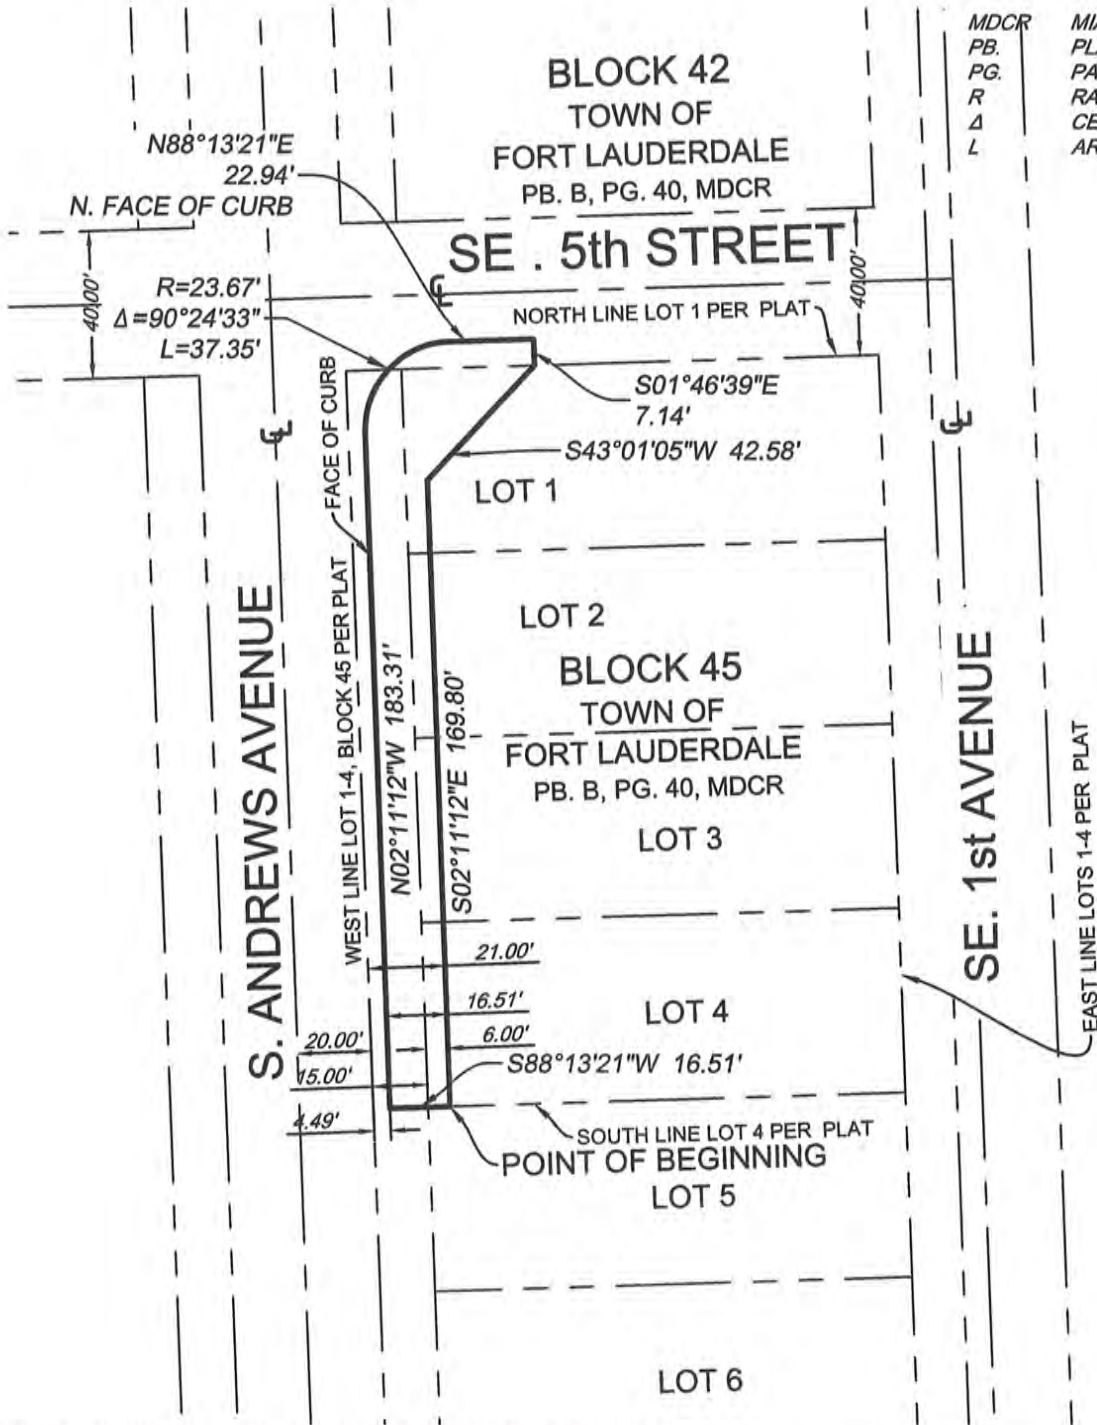 MDCR
PB.
PG.
R
Δ
L
BLOCK 42
TOWN OF
FORT LAUDERDALE
PB. B, PG. 40, MDCR
N88°13'21"E
22.94'
N. FACE OF CURB
SE . 5th STREET
40.00'
40.00'
R=23.67'
Δ=90°24'33"
L=37.35'
NORTH LINE LOT 1 PER PLAT
S01°46'39"E
7.14'
S43°01'05"W 42.58'
FACE OF CURB
LOT 1
LOT 2
BLOCK 45
TOWN OF
FORT LAUDERDALE
PB. B, PG. 40, MDCR
LOT 3
S. ANDREWS AVENUE
WEST LINE LOT 1-4, BLOCK 45 PER PLAT
N02°11'12"W 183.31'
S02°11'12"E 169.80'
SE. 1st AVENUE
EAST LINE LOTS 1-4 PER PLAT
21.00'
16.51'
LOT 4
20.00'
6.00'
S88°13'21"W 16.51'
15.00'
4.49'
SOUTH LINE LOT 4 PER PLAT
POINT OF BEGINNING
LOT 5
LOT 6